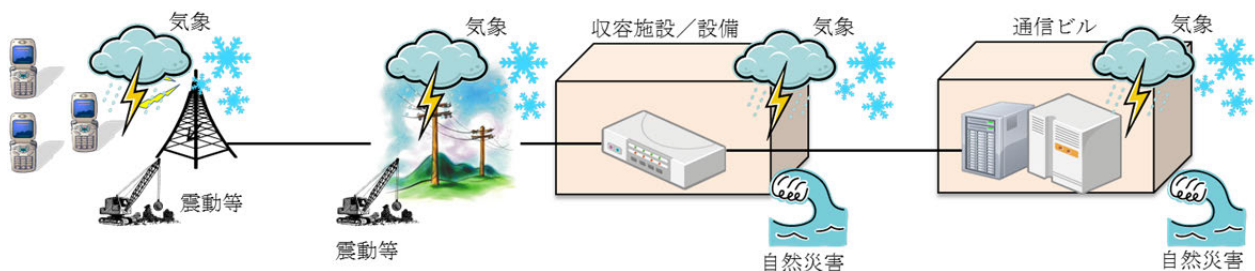 気象
震動等
気象
震動等
収容施設／設備
気象
自然災害
通信ビル
気象
自然災害